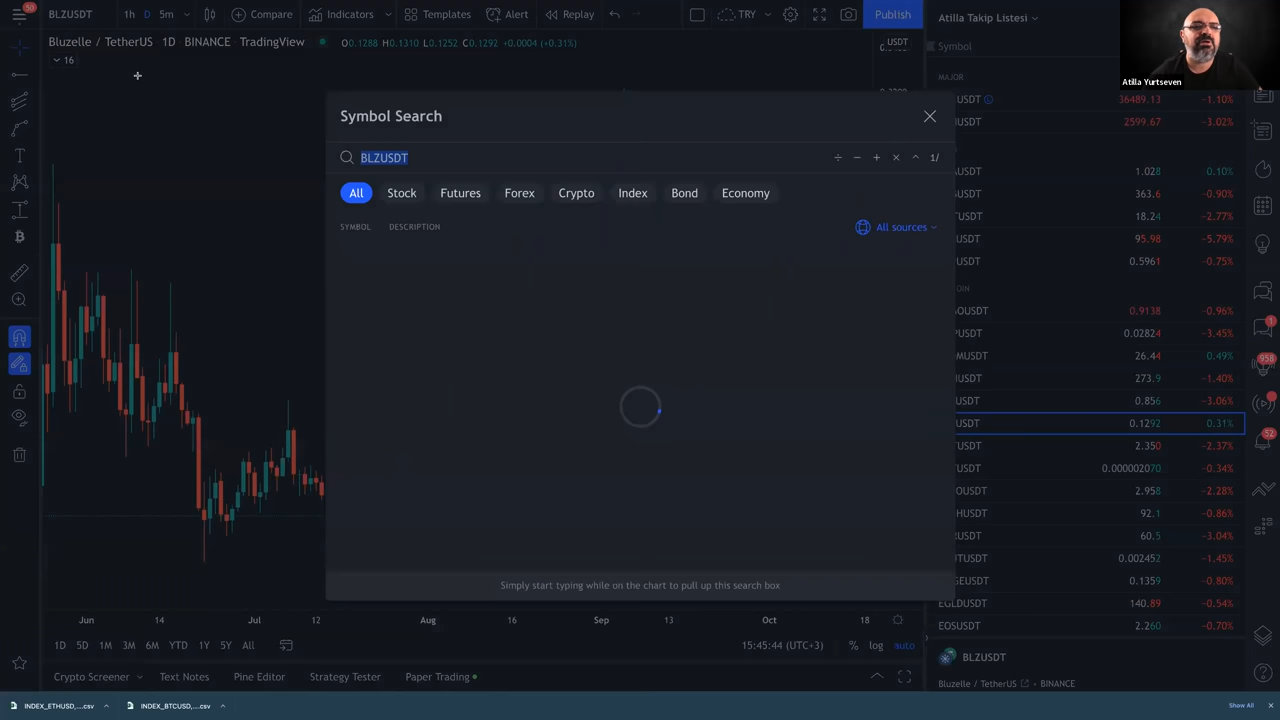 50
BLZUSDT 1h D 5m Compare Indicators Templates Alert Replay TRY Publish
Atilla Takip Listesi
Bluzelle / TetherUS 1D BINANCE TradingView O0.1288 H0.1310 L0.1252 C0.1292 +0.0004 (+0.31%)
USDT
Symbol
16
MAJOR
Atilla Yurtseven
Symbol Search
BLZUSDT
1/
All Stock Futures Forex Crypto Index Bond Economy
SYMBOL DESCRIPTION
All sources
Simply start typing while on the chart to pull up this search box
36489.13 −1.10%
2599.67 −3.02%
1.028 0.10%
363.6 −0.90%
18.24 −2.77%
95.98 −5.79%
0.5961 −0.75%
0.9138 −0.96%
0.02824 −3.45%
26.44 0.49%
273.9 −1.40%
0.856 −3.06%
USDT 0.1292 0.31%
2.350 −2.37%
0.000002070 −0.34%
2.958 −2.28%
92.1 −0.86%
60.5 −3.04%
0.002452 −1.45%
0.1359 −0.80%
EGLDUSDT 140.89 −0.54%
EOSUSDT 2.260 −0.70%
1
958
52
Jun 14 Jul 12 Aug 16 Sep 13 Oct 18
1D 5D 1M 3M 6M YTD 1Y 5Y All
15:45:44 (UTC+3) % log auto
BLZUSDT
Bluzelle / TetherUS BINANCE
Crypto Screener Text Notes Pine Editor Strategy Tester Paper Trading
INDEX_ETHUSD,....csv INDEX_BTCUSD,....csv
Show All